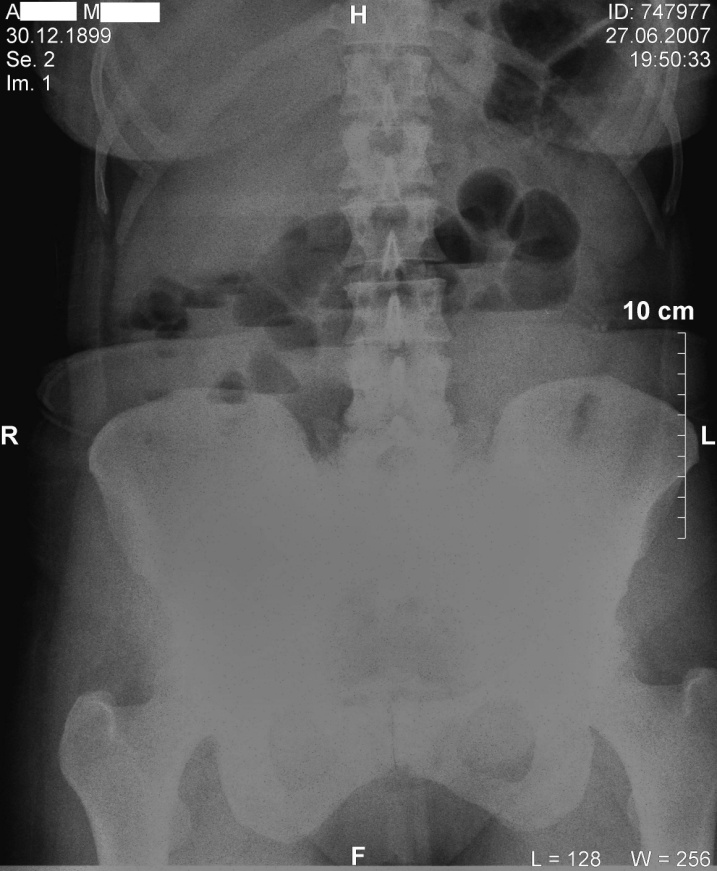 A M
30.12.1899
Se. 2
Im. 1
H
ID: 747977
27.06.2007
19:50:33
10 cm
R
L
F
L = 128 W = 256